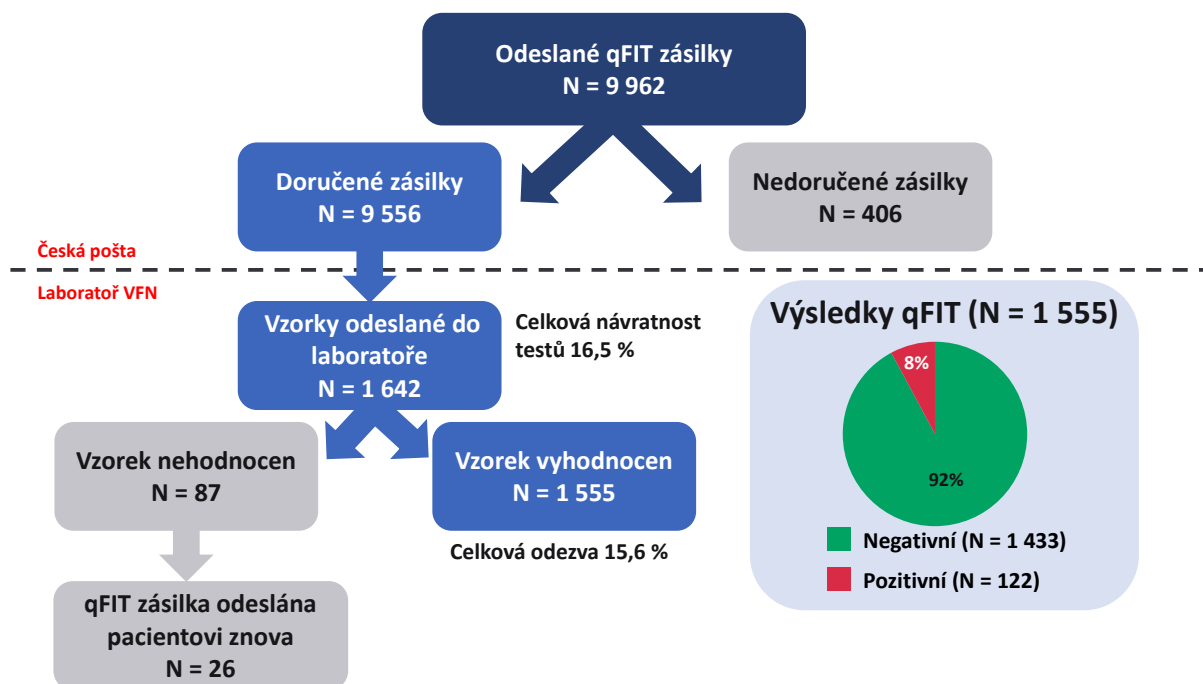 Odeslané qFIT zásilky
N = 9 962
Doručené zásilky
N = 9 556
Nedoručené zásilky
N = 406
Česká pošta
Laboratoř VFN
Vzorky odeslané do
laboratoře
N = 1 642
Celková návratnost
testů 16,5 %
Vzorek nehodnocen
N = 87
Vzorek vyhodnocen
N = 1 555
Celková odezva 15,6 %
qFIT zásilka odeslána
pacientovi znova
N = 26
Výsledky qFIT (N = 1 555)
8%
92%
Negativní (N = 1 433)
Pozitivní (N = 122)